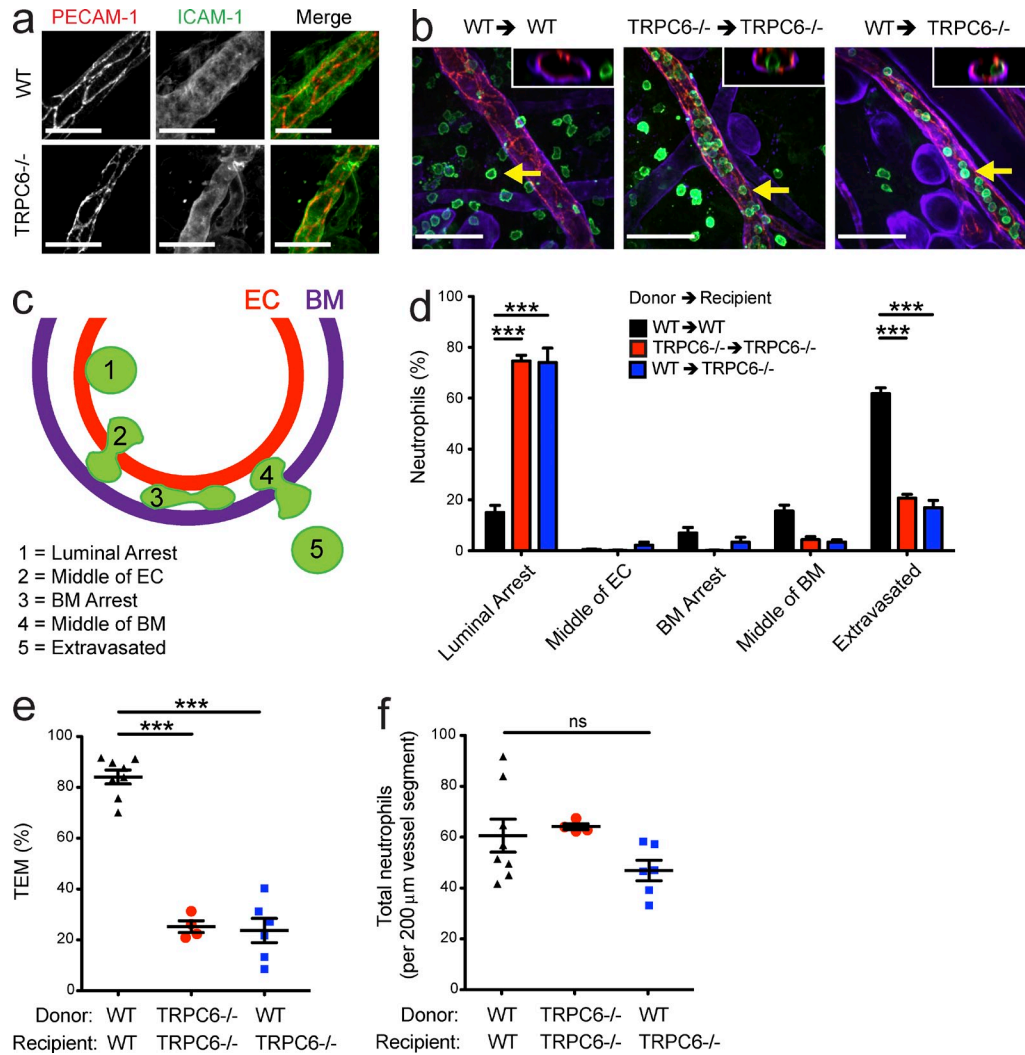 a
PECAM-1 ICAM-1 Merge
WT
TRPC6-/-
b
WT → WT TRPC6-/- → TRPC6-/- WT → TRPC6-/-
c
EC BM
1
2
3
4
5
1 = Luminal Arrest
2 = Middle of EC
3 = BM Arrest
4 = Middle of BM
5 = Extravasated
d
Neutrophils (%)
100
80
60
40
20
0
Donor → Recipient
WT→WT
TRPC6-/-→TRPC6-/-
WT→TRPC6-/-
***
***
***
***
Luminal Arrest
Middle of EC
BM Arrest
Middle of BM
Extravasated
e
TEM (%)
100
80
60
40
20
0
***
***
Donor: WT TRPC6-/- WT
Recipient: WT TRPC6-/- TRPC6-/-
f
Total neutrophils
(per 200 µm vessel segment)
100
80
60
40
20
0
ns
WT TRPC6-/- WT
WT TRPC6-/- TRPC6-/-